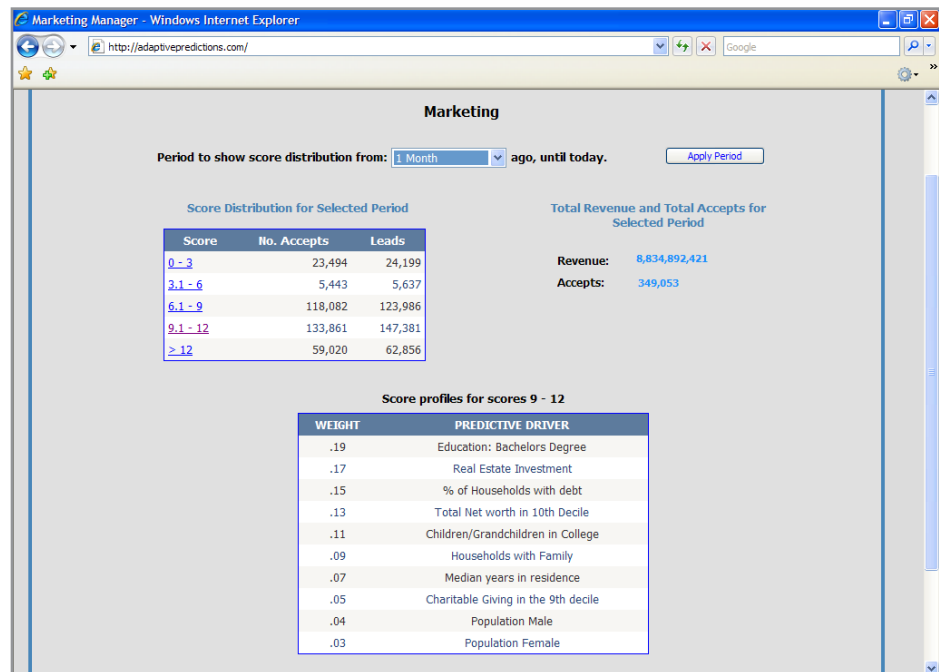 Marketing Manager - Windows Internet Explorer
http://adaptivepredictions.com/
Google
»
Marketing
Period to show score distribution from: 1 Month ago, until today. Apply Period
Score Distribution for Selected Period
Score No. Accepts Leads
0 - 3 23,494 24,199
3.1 - 6 5,443 5,637
6.1 - 9 118,082 123,986
9.1 - 12 133,861 147,381
> 12 59,020 62,856
Total Revenue and Total Accepts for
Selected Period
Revenue: 8,834,892,421
Accepts: 349,053
Score profiles for scores 9 - 12
WEIGHT PREDICTIVE DRIVER
.19 Education: Bachelors Degree
.17 Real Estate Investment
.15 % of Households with debt
.13 Total Net worth in 10th Decile
.11 Children/Grandchildren in College
.09 Households with Family
.07 Median years in residence
.05 Charitable Giving in the 9th decile
.04 Population Male
.03 Population Female